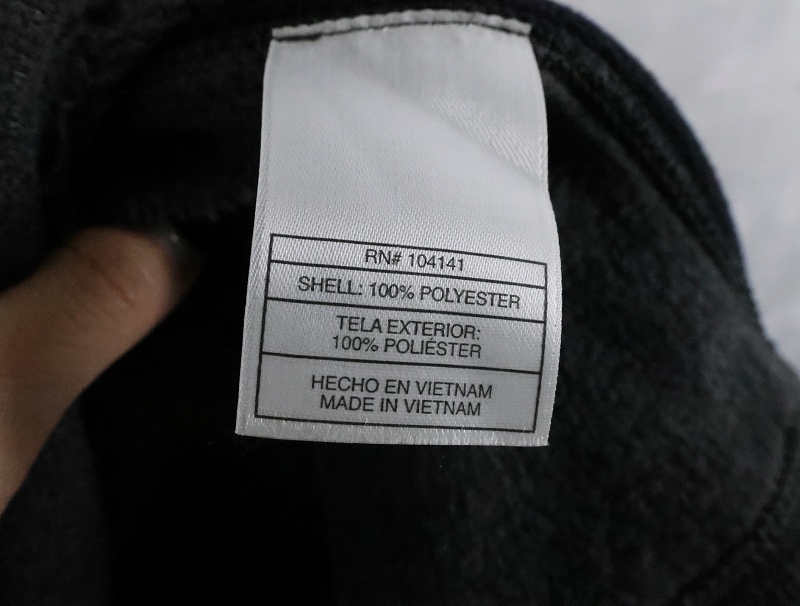 RN# 104141
SHELL: 100% POLYESTER
TELA EXTERIOR:
100% POLIÉSTER
HECHO EN VIETNAM
MADE IN VIETNAM